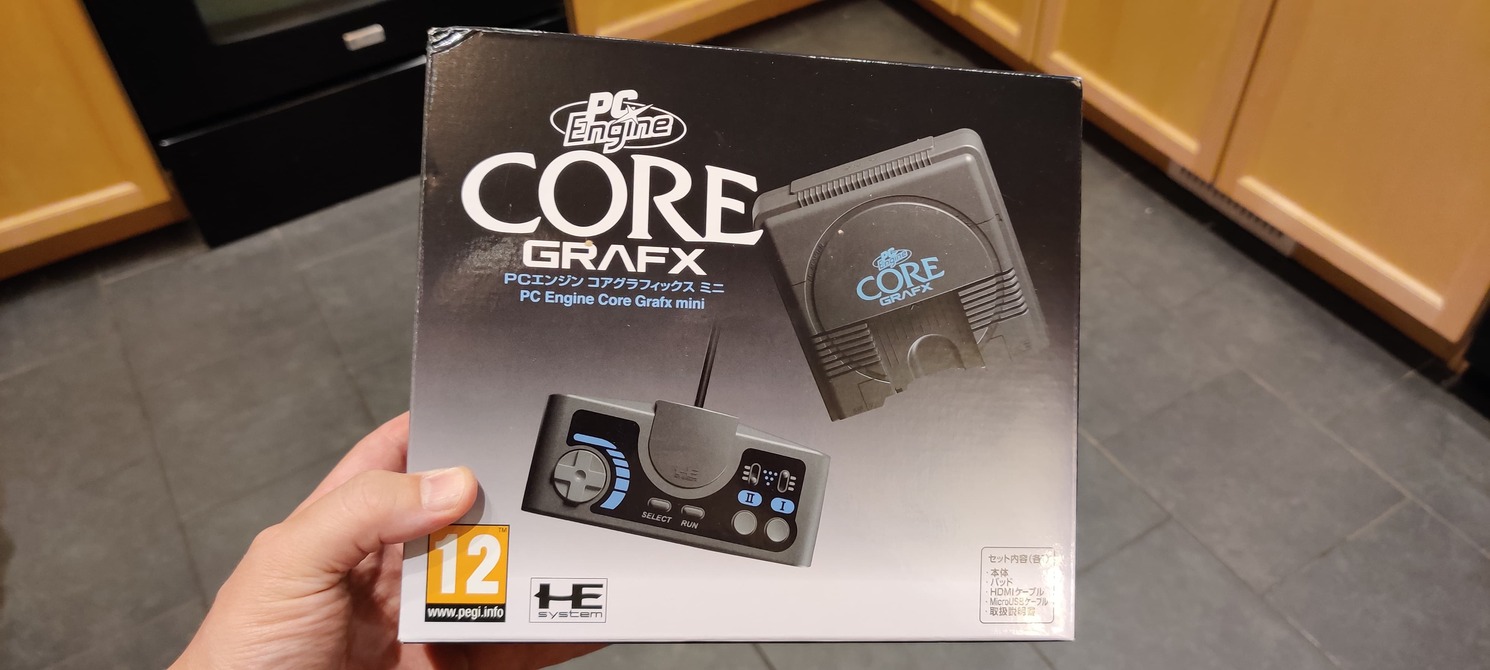 PC
Engine
CORE
GRAFX
PCエンジン コアグラフィックス ミニ
PC Engine Core Grafx mini
PC
Engine
CORE
GRAFX
HE
SELECT
RUN
II
I
12
TM
www.pegi.info
HE
system
セット内容(各
・本体
・パッド
・HDMIケーブル
・MicroUSBケーブル
・取扱説明書